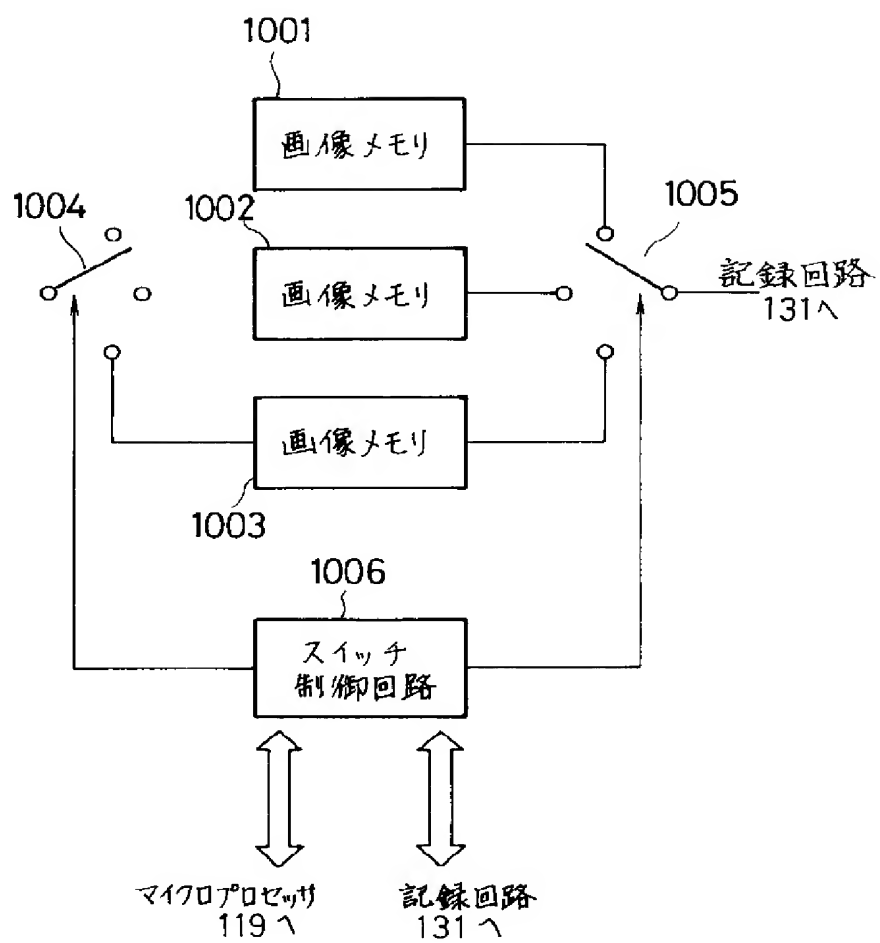 1001
画像メモリ
1004
1002
画像メモリ
1005
記録回路
131へ
画像メモリ
1003
1006
スイッチ
制御回路
マイクロプロセッサ
119へ
記録回路
131へ